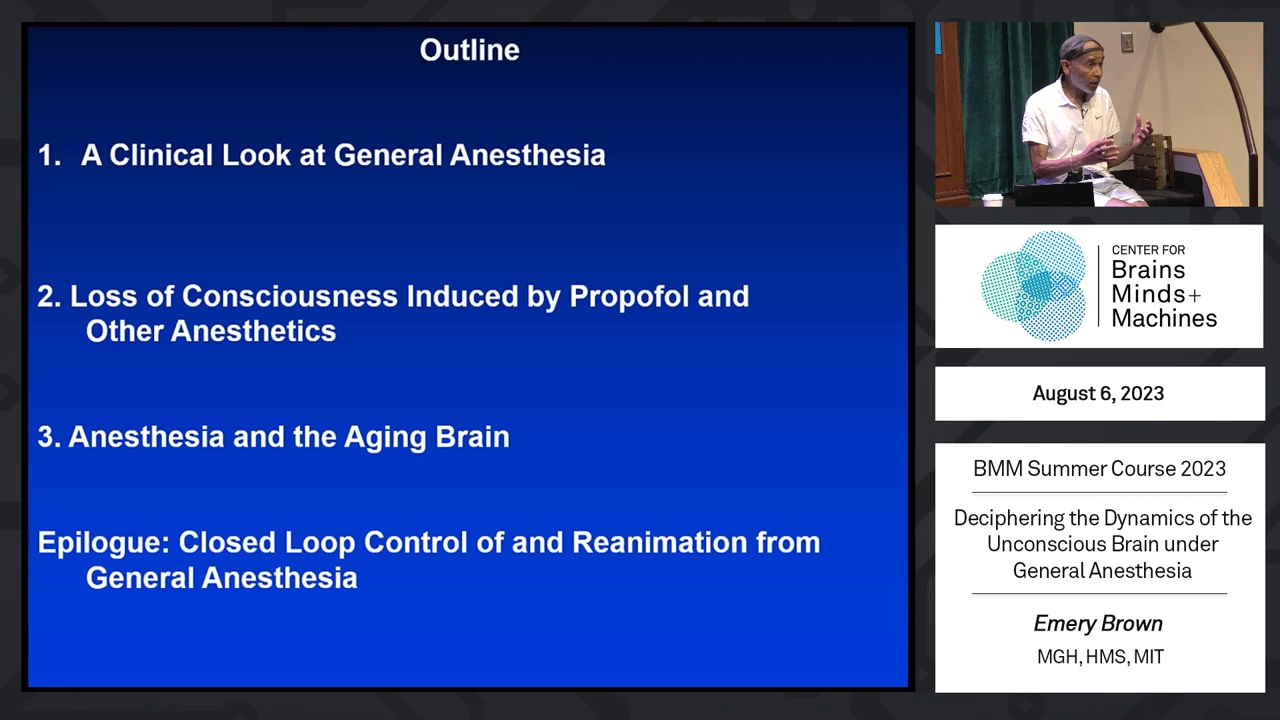 Outline
1. A Clinical Look at General Anesthesia
2. Loss of Consciousness Induced by Propofol and
Other Anesthetics
3. Anesthesia and the Aging Brain
Epilogue: Closed Loop Control of and Reanimation from
General Anesthesia
CENTER FOR
Brains
Minds+
Machines
August 6, 2023
BMM Summer Course 2023
Deciphering the Dynamics of the
Unconscious Brain under
General Anesthesia
Emery Brown
MGH, HMS, MIT